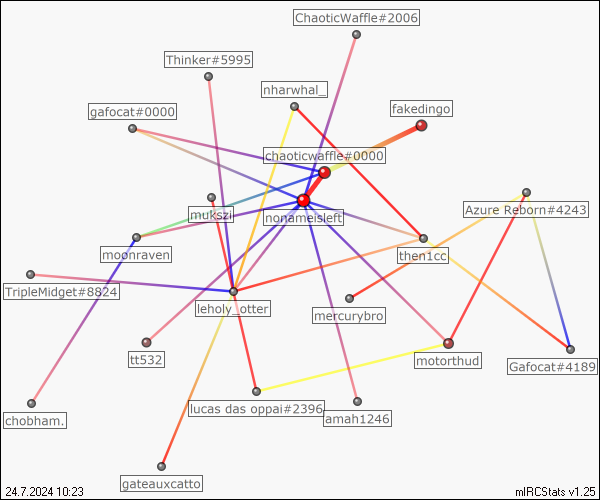 ChaoticWaffle#2006
Thinker#5995
nharwhal_
gafocat#0000
fakedingo
chaoticwaffle#0000
mukszi
nonameisleft
Azure Reborn#4243
moonraven
then1cc
TripleMidget#8824
leholy_otter
mercurybro
tt532
motorthud
Gafocat#4189
chobham.
lucas das oppai#2396
amah1246
gateauxcatto
24.7.2024 10:23
mIRCStats v1.25